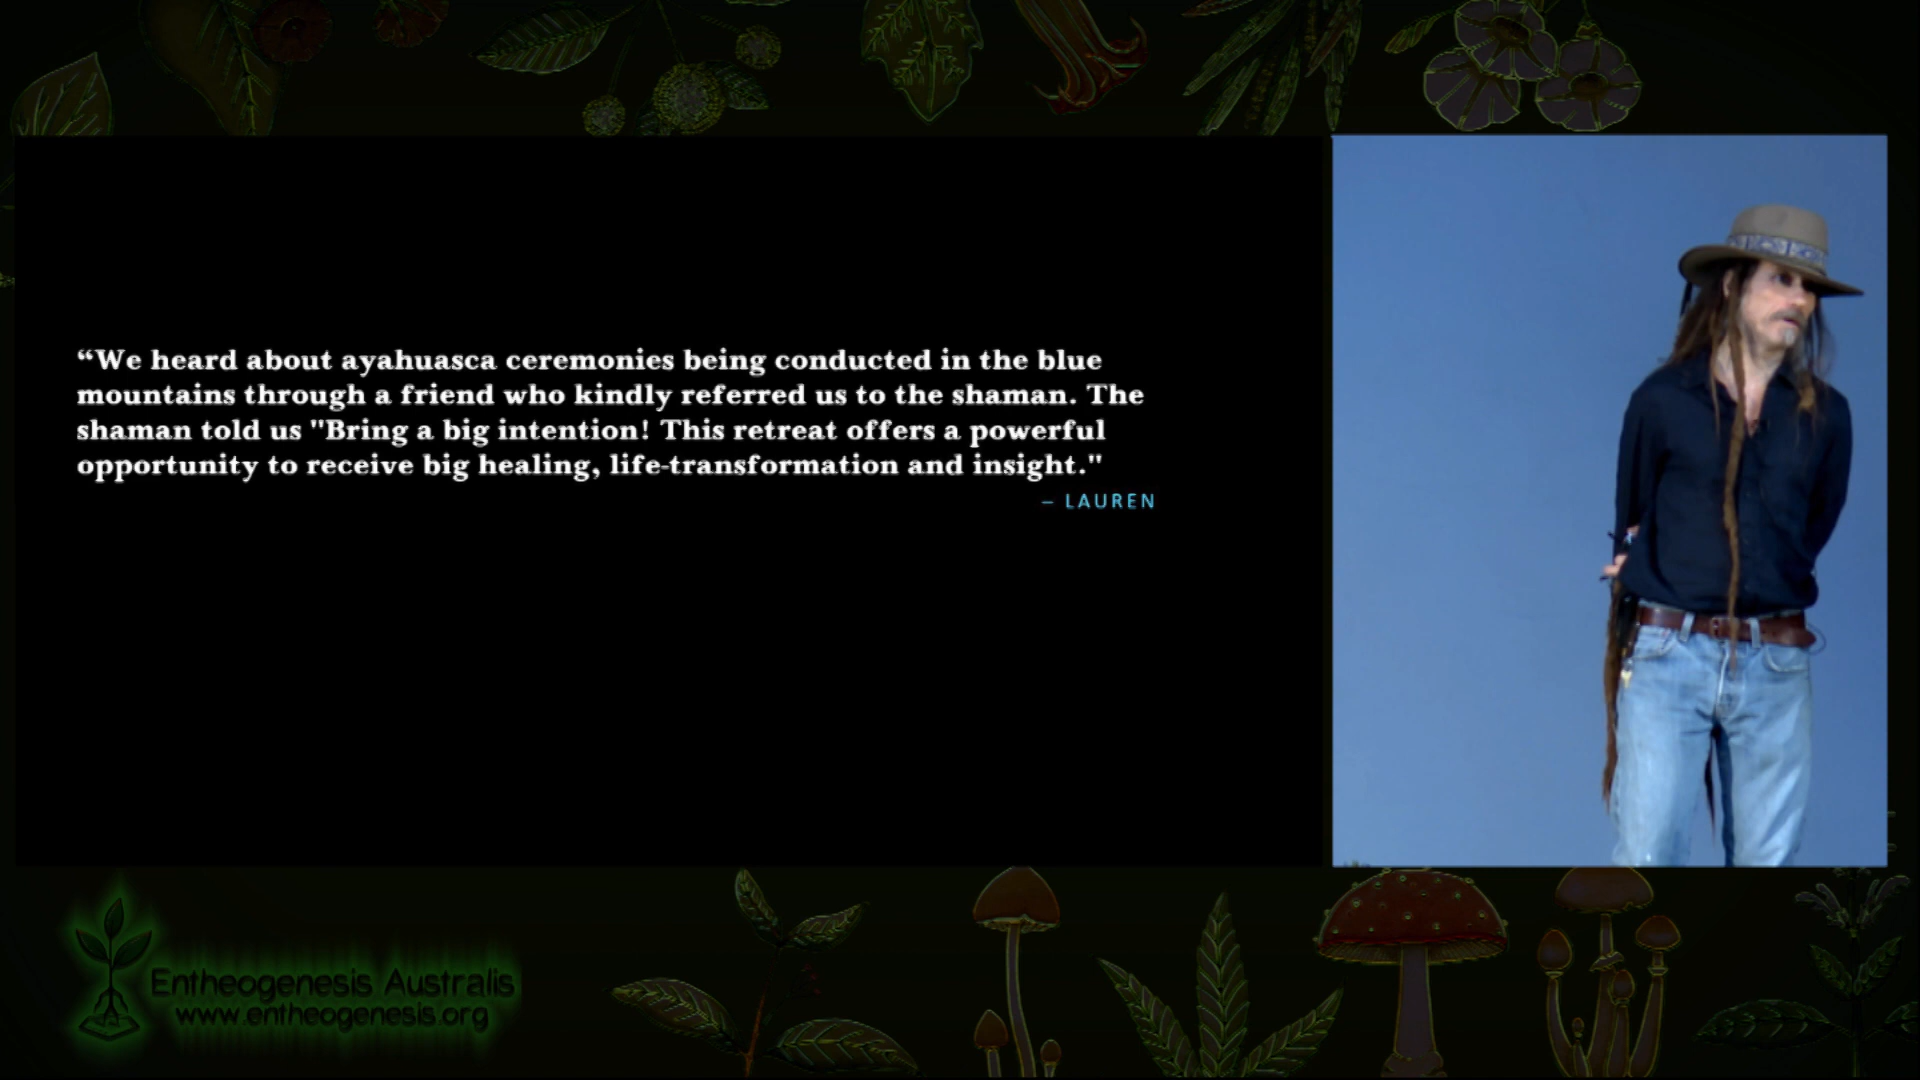 “We heard about ayahuasca ceremonies being conducted in the blue
mountains through a friend who kindly referred us to the shaman. The
shaman told us "Bring a big intention! This retreat offers a powerful
opportunity to receive big healing, life-transformation and insight."
– LAUREN
Entheogenesis Australis
www.entheogenesis.org